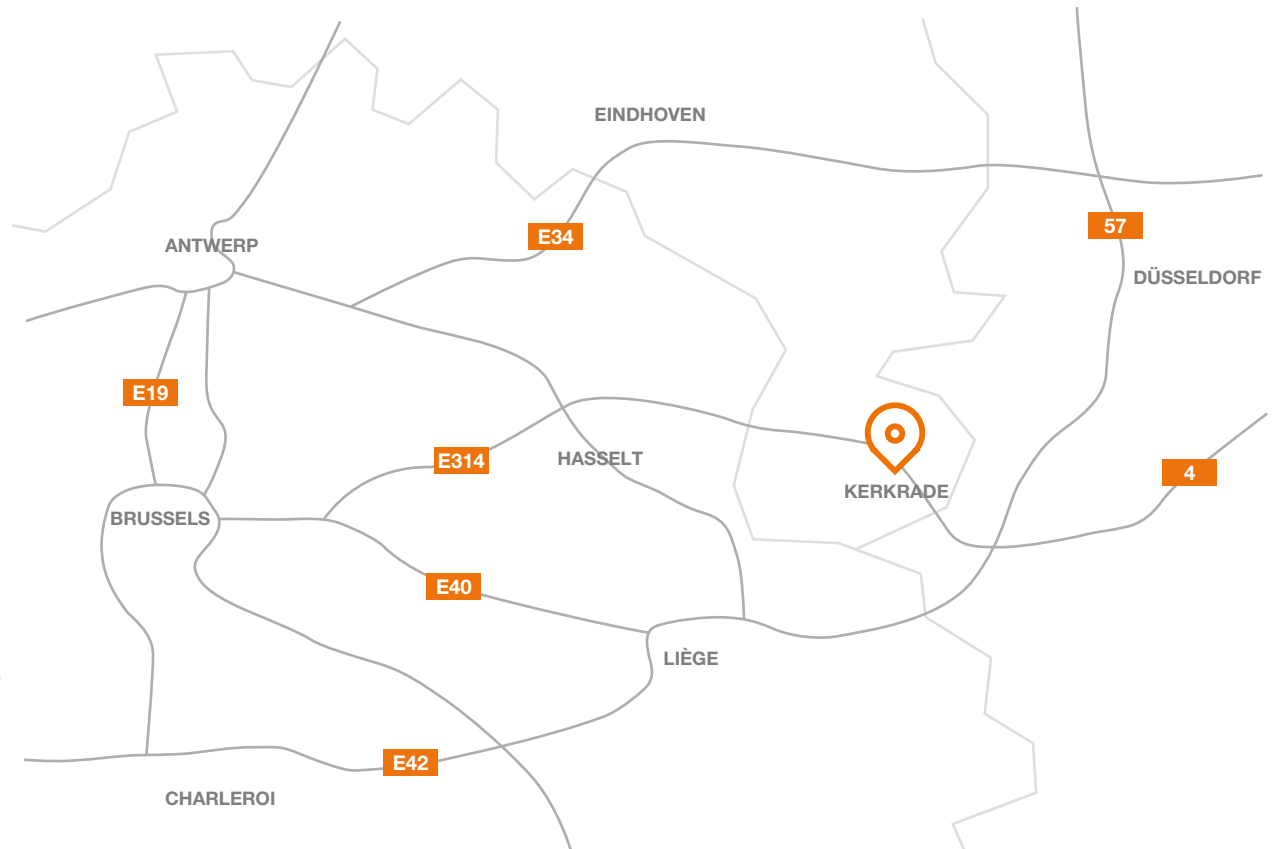 EINDHOVEN
57
E34
ANTWERP
DÜSSELDORF
E19
HASSELT
E314
4
KERKRADE
BRUSSELS
E40
LIÈGE
E42
CHARLEROI